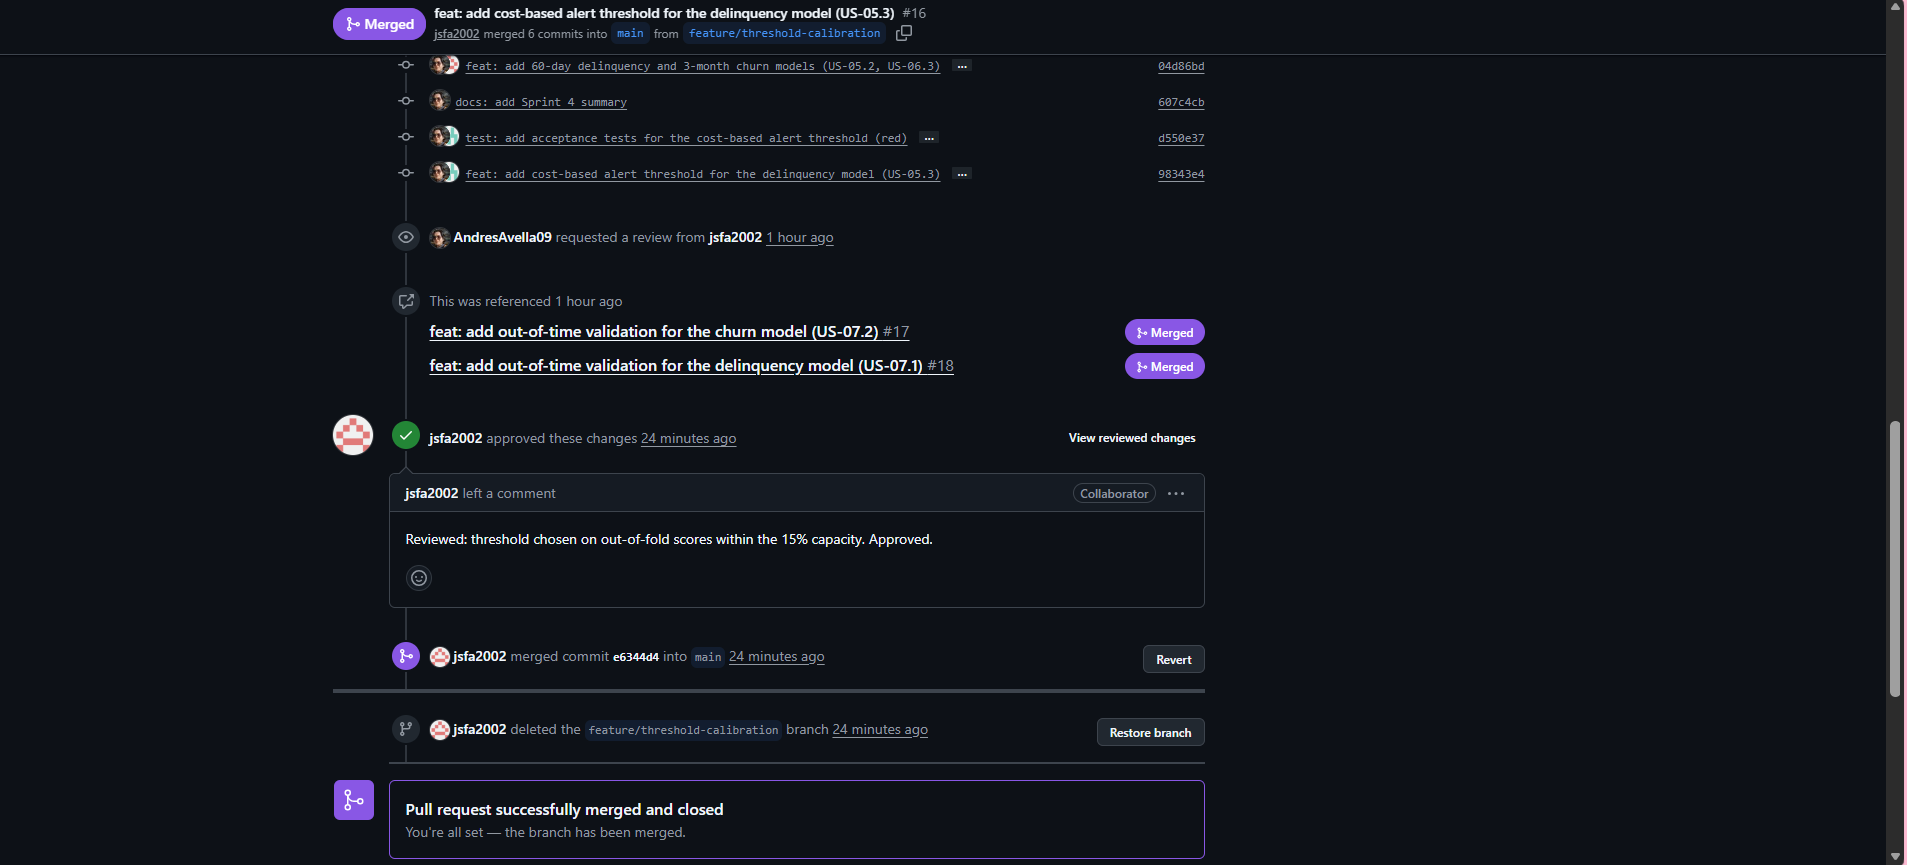 Merged
feat: add cost-based alert threshold for the delinquency model (US-05.3) #16
jsfa2002 merged 6 commits into main from feature/threshold-calibration
feat: add 60-day delinquency and 3-month churn models (US-05.2, US-06.3) ... 04d86bd
docs: add Sprint 4 summary 607c4cb
test: add acceptance tests for the cost-based alert threshold (red) ... d550e37
feat: add cost-based alert threshold for the delinquency model (US-05.3) ... 98343e4
AndresAvella09 requested a review from jsfa2002 1 hour ago
This was referenced 1 hour ago
feat: add out-of-time validation for the churn model (US-07.2) #17 Merged
feat: add out-of-time validation for the delinquency model (US-07.1) #18 Merged
jsfa2002 approved these changes 24 minutes ago View reviewed changes
jsfa2002 left a comment Collaborator ...
Reviewed: threshold chosen on out-of-fold scores within the 15% capacity. Approved.
jsfa2002 merged commit e6344d4 into main 24 minutes ago Revert
jsfa2002 deleted the feature/threshold-calibration branch 24 minutes ago Restore branch
Pull request successfully merged and closed
You're all set — the branch has been merged.